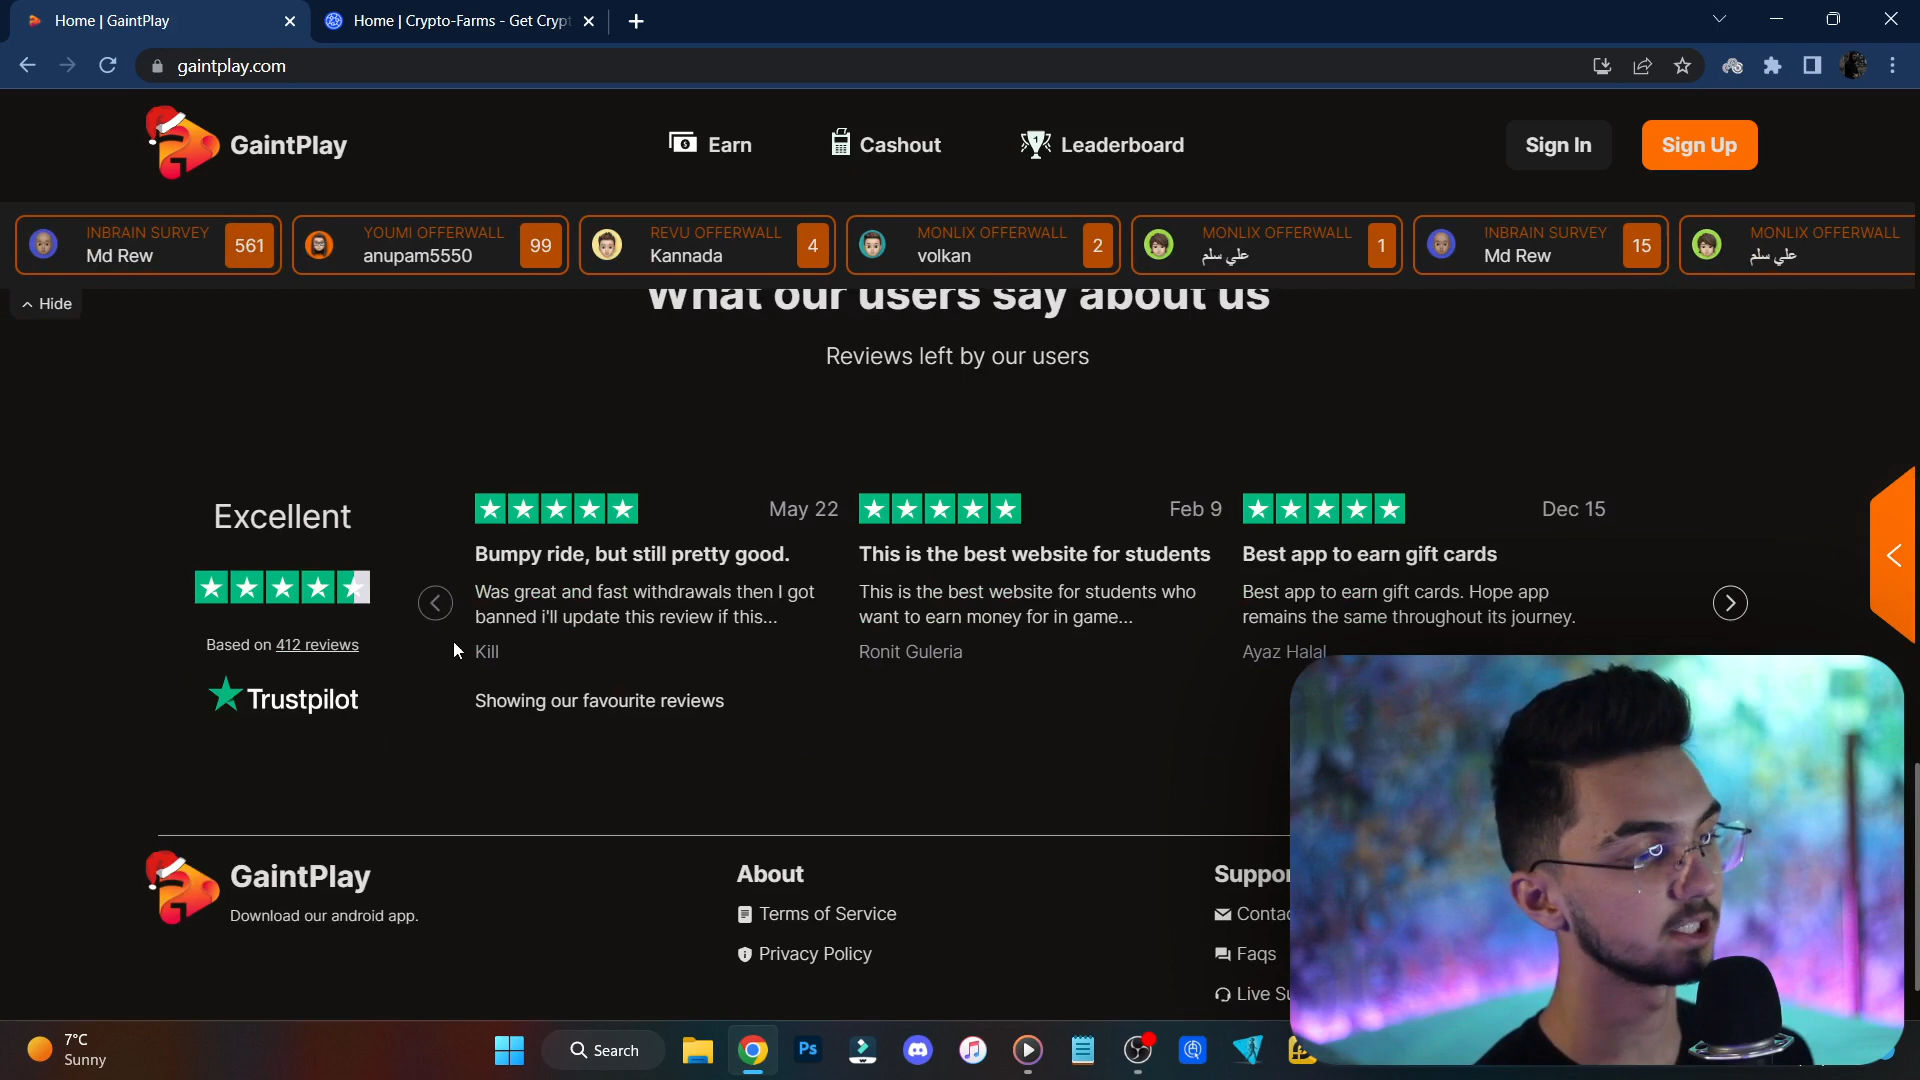 Home | GaintPlay
Home | Crypto-Farms - Get Crypt
gaintplay.com
GaintPlay
Earn
Cashout
Leaderboard
Sign In
Sign Up
INBRAIN SURVEY
Md Rew
561
YOUMI OFFERWALL
anupam5550
99
REVU OFFERWALL
Kannada
4
MONLIX OFFERWALL
volkan
2
MONLIX OFFERWALL
علي سلم
1
INBRAIN SURVEY
Md Rew
15
MONLIX OFFERWALL
علي سلم
Hide
What our users say about us
Reviews left by our users
Excellent
Based on 412 reviews
Trustpilot
May 22
Bumpy ride, but still pretty good.
Was great and fast withdrawals then I got
banned i'll update this review if this...
Kill
Feb 9
This is the best website for students
This is the best website for students who
want to earn money for in game...
Ronit Guleria
Dec 15
Best app to earn gift cards
Best app to earn gift cards. Hope app
remains the same throughout its journey.
Ayaz Halal
Showing our favourite reviews
GaintPlay
Download our android app.
About
Terms of Service
Privacy Policy
Suppor
Contac
Faqs
Live Su
7°C
Sunny
Search
Ps